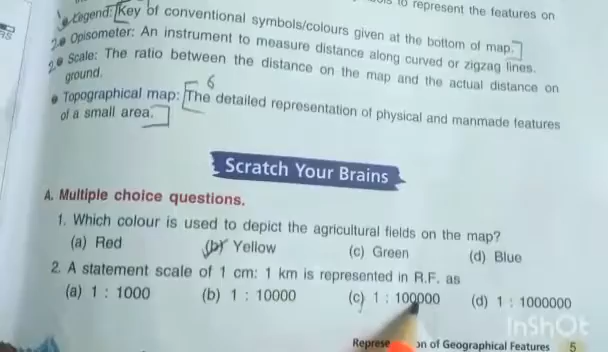 to represent the features on
Legend: Key of conventional symbols/colours given at the bottom of map.
2. Opisometer: An instrument to measure distance along curved or zigzag lines.
2. Scale: The ratio between the distance on the map and the actual distance on
ground.
6
Topographical map: The detailed representation of physical and manmade features
of a small area.
Scratch Your Brains
A. Multiple choice questions.
1. Which colour is used to depict the agricultural fields on the map?
(a) Red (b) Yellow (c) Green (d) Blue
2. A statement scale of 1 cm: 1 km is represented in R.F. as
(a) 1 : 1000 (b) 1 : 10000 (c) 1 : 100000 (d) 1 : 1000000
InShOt
of Geographical Features 5